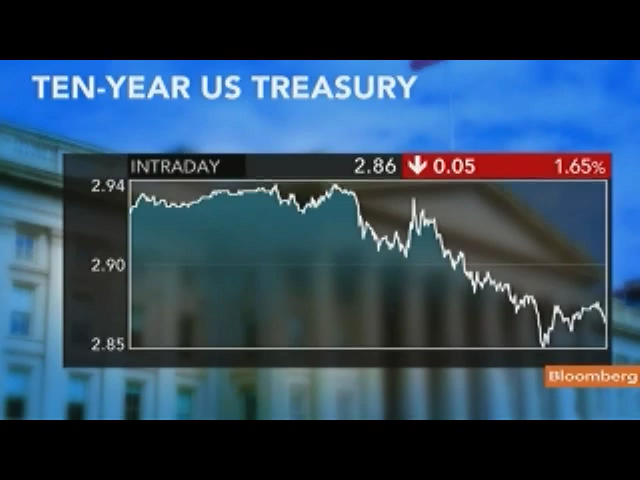 TEN-YEAR US TREASURY
INTRADAY 2.86 0.05 1.65%
2.94
2.90
2.85
Bloomberg